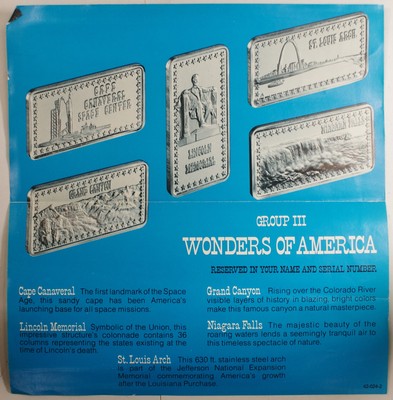 CAPE
CANAVERAL
SPACE CENTER
LINCOLN
MEMORIAL
ST. LOUIS ARCH
GRAND CANYON
NIAGARA FALLS
GROUP III
WONDERS OF AMERICA
RESERVED IN YOUR NAME AND SERIAL NUMBER
Cape Canaveral The first landmark of the Space
Age, this sandy cape has been America's
launching base for all space missions.
Lincoln Memorial Symbolic of the Union, this
impressive structure's colonnade contains 36
columns representing the states existing at the
time of Lincoln's death.
Grand Canyon Rising over the Colorado River
visible layers of history in blazing, bright colors
make this famous canyon a natural masterpiece.
Niagara Falls The majestic beauty of the
roaring waters lends a seemingly tranquil air to
this timeless spectacle of nature.
St. Louis Arch This 630 ft. stainless steel arch
is part of the Jefferson National Expansion
Memorial commemorating America's growth
after the Louisiana Purchase.